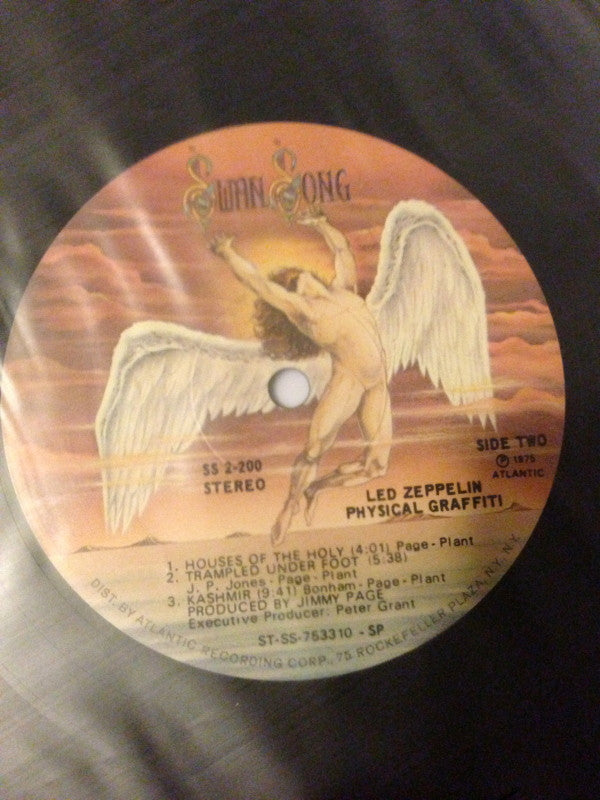 SWAN SONG
SIDE TWO
℗ 1975
ATLANTIC
SS 2-200
STEREO
LED ZEPPELIN
PHYSICAL GRAFFITI
1. HOUSES OF THE HOLY (4:01) Page - Plant
2. TRAMPLED UNDER FOOT (5:38)
J. P. Jones - Page - Plant
3. KASHMIR (9:41) Bonham - Page - Plant
PRODUCED BY JIMMY PAGE
Executive Producer: Peter Grant
ST-SS-753310 - SP
DIST. BY ATLANTIC RECORDING CORP., 75 ROCKEFELLER PLAZA, N.Y. N.Y.